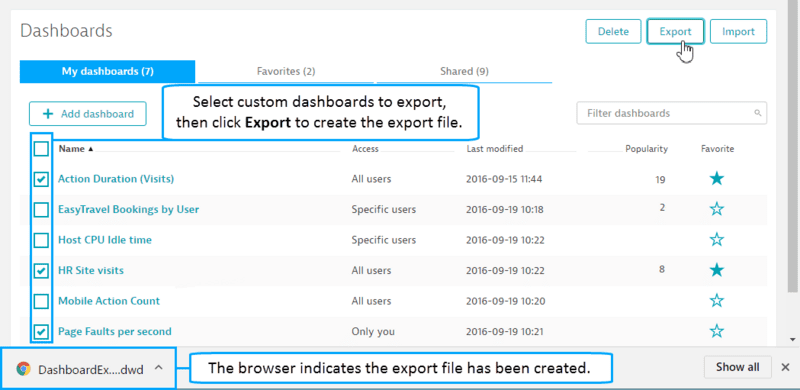 Dashboards
Delete
Export
Import
My dashboards (7)
Favorites (2)
Shared (9)
Select custom dashboards to export,
then click Export to create the export file.
+ Add dashboard
Filter dashboards
Name ▲ Access Last modified Popularity Favorite
Action Duration (Visits) All users 2016-09-15 11:44 19
EasyTravel Bookings by User Specific users 2016-09-19 10:18 2
Host CPU Idle time Specific users 2016-09-19 10:22
HR Site visits All users 2016-09-19 10:22 8
Mobile Action Count All users 2016-09-19 10:20
Page Faults per second Only you 2016-09-19 10:21
DashboardEx....dwd
The browser indicates the export file has been created.
Show all